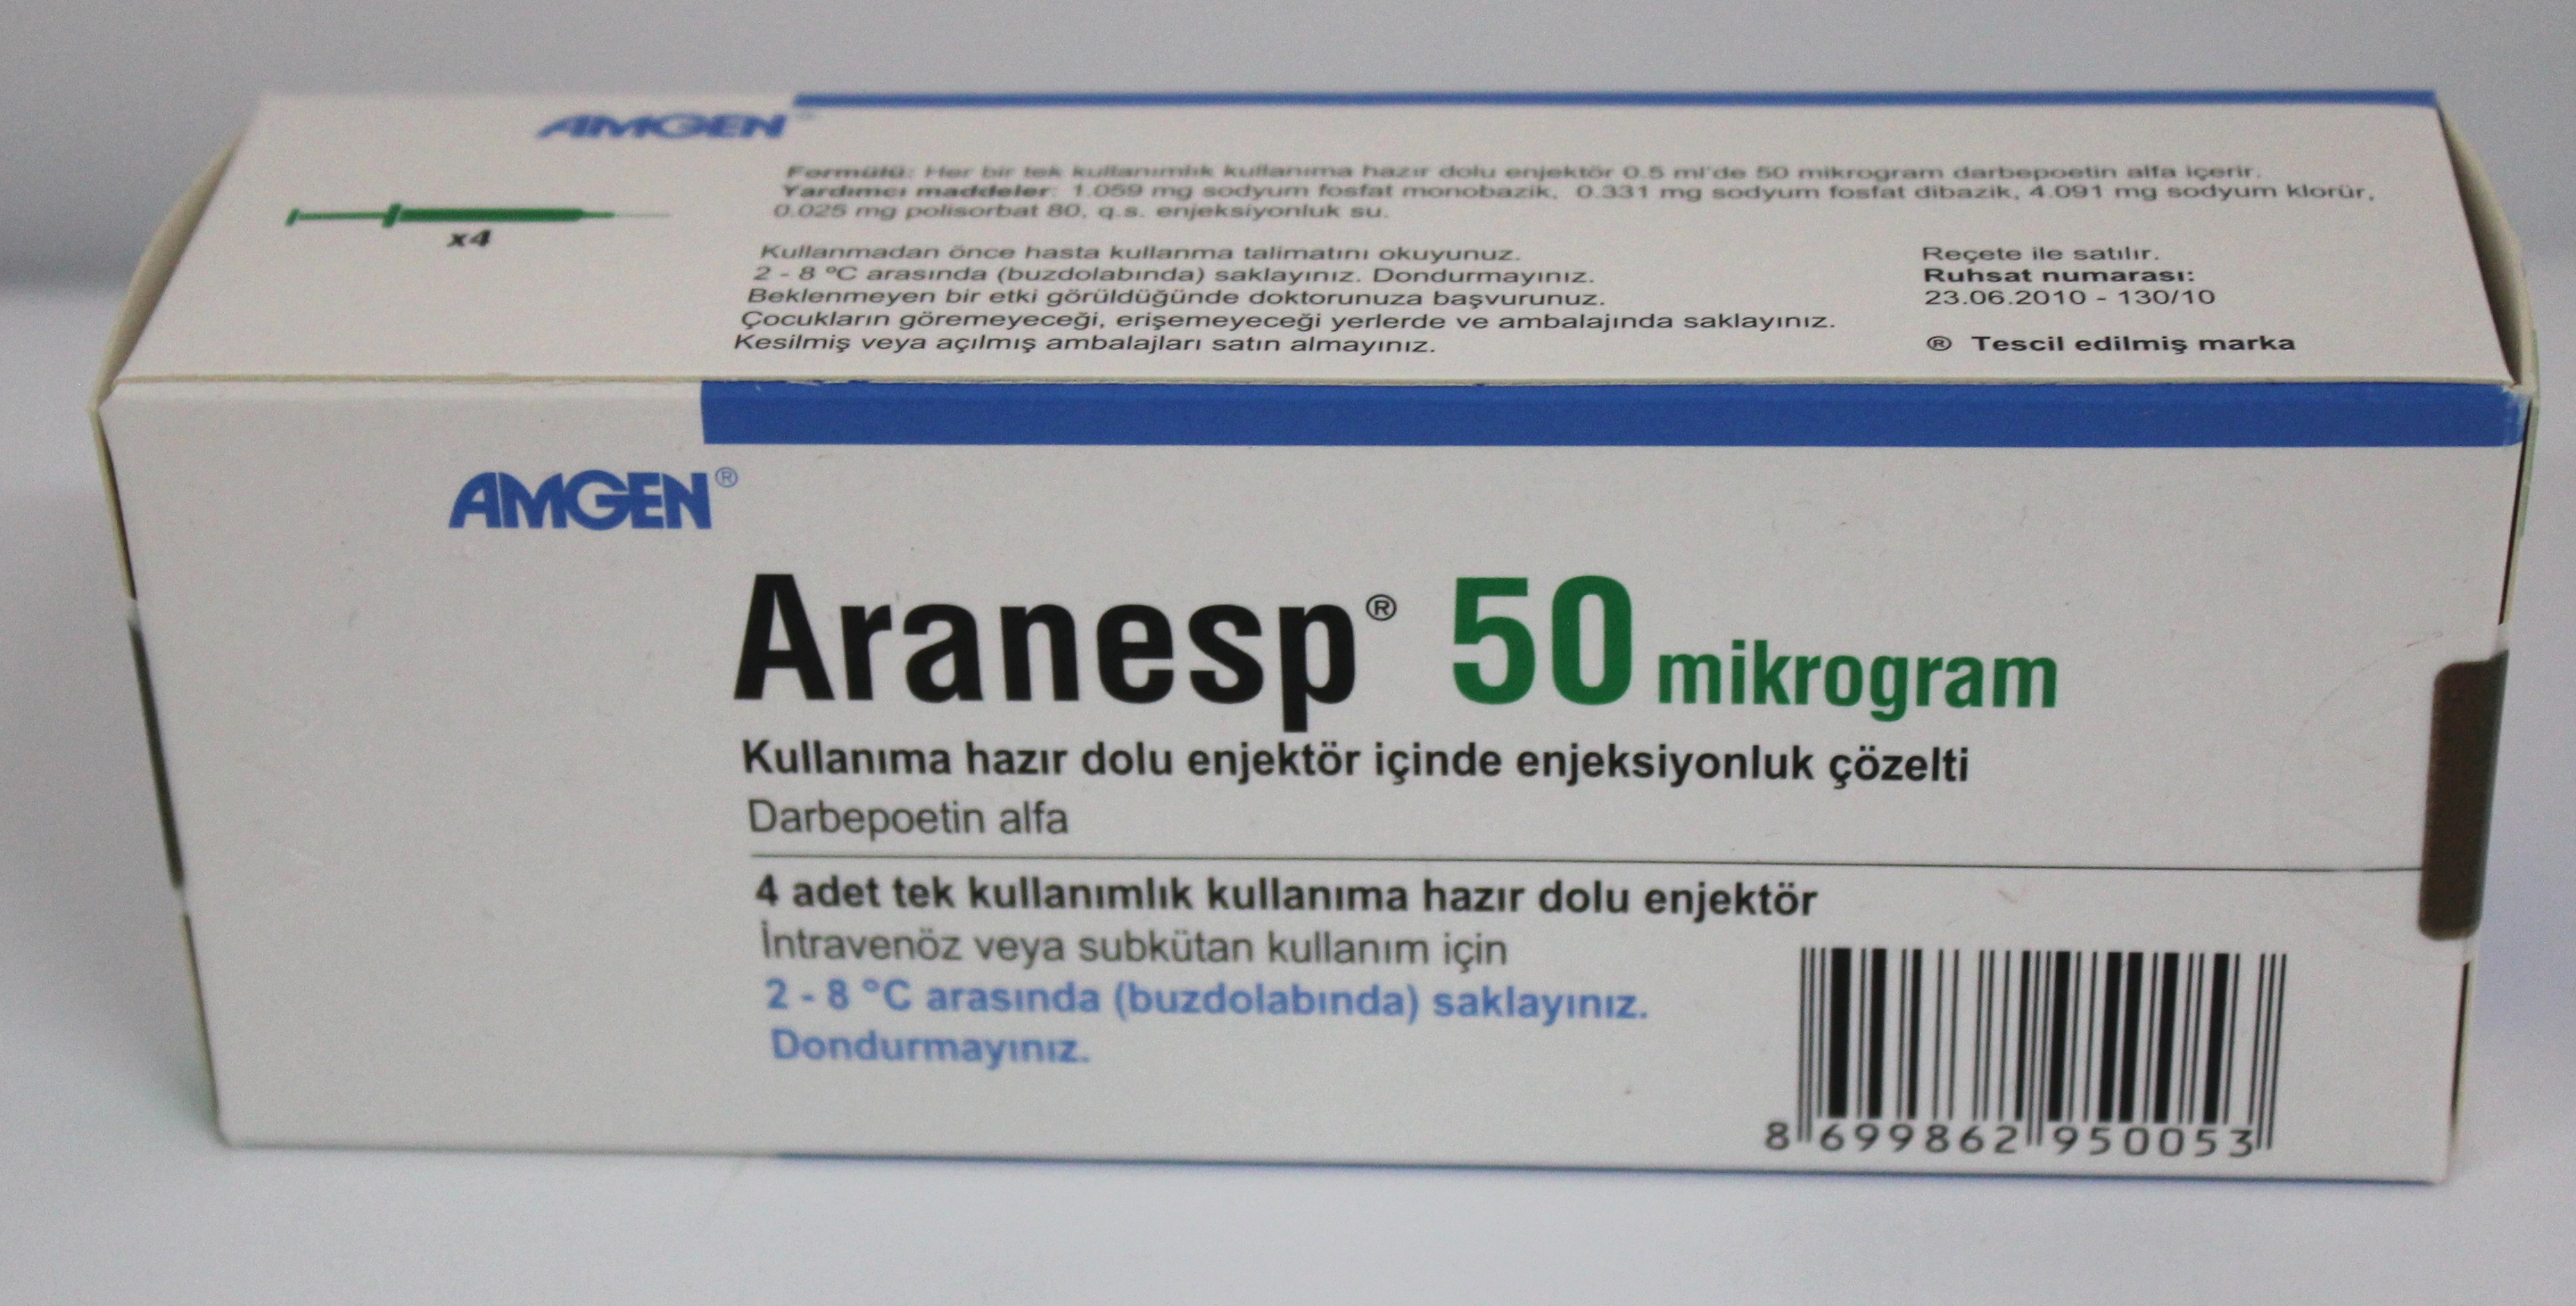 AMGEN
Formülü: Her bir tek kullanımlık kullanıma hazır dolu enjektör 0.5 ml'de 50 mikrogram darbepoetin alfa içerir.
Yardımcı maddeler: 1.059 mg sodyum fosfat monobazik, 0.331 mg sodyum fosfat dibazik, 4.091 mg sodyum klorür,
0.025 mg polisorbat 80, q.s. enjeksiyonluk su.
x4
Kullanmadan önce hasta kullanma talimatını okuyunuz.
2 - 8 ºC arasında (buzdolabında) saklayınız. Dondurmayınız.
Beklenmeyen bir etki görüldüğünde doktorunuza başvurunuz.
Çocukların göremeyeceği, erişemeyeceği yerlerde ve ambalajında saklayınız.
Kesilmiş veya açılmış ambalajları satın almayınız.
Reçete ile satılır.
Ruhsat numarası:
23.06.2010 - 130/10
® Tescil edilmiş marka
AMGEN®
Aranesp® 50 mikrogram
Kullanıma hazır dolu enjektör içinde enjeksiyonluk çözelti
Darbepoetin alfa
4 adet tek kullanımlık kullanıma hazır dolu enjektör
İntravenöz veya subkütan kullanım için
2 - 8 °C arasında (buzdolabında) saklayınız.
Dondurmayınız.
8 699862 950053